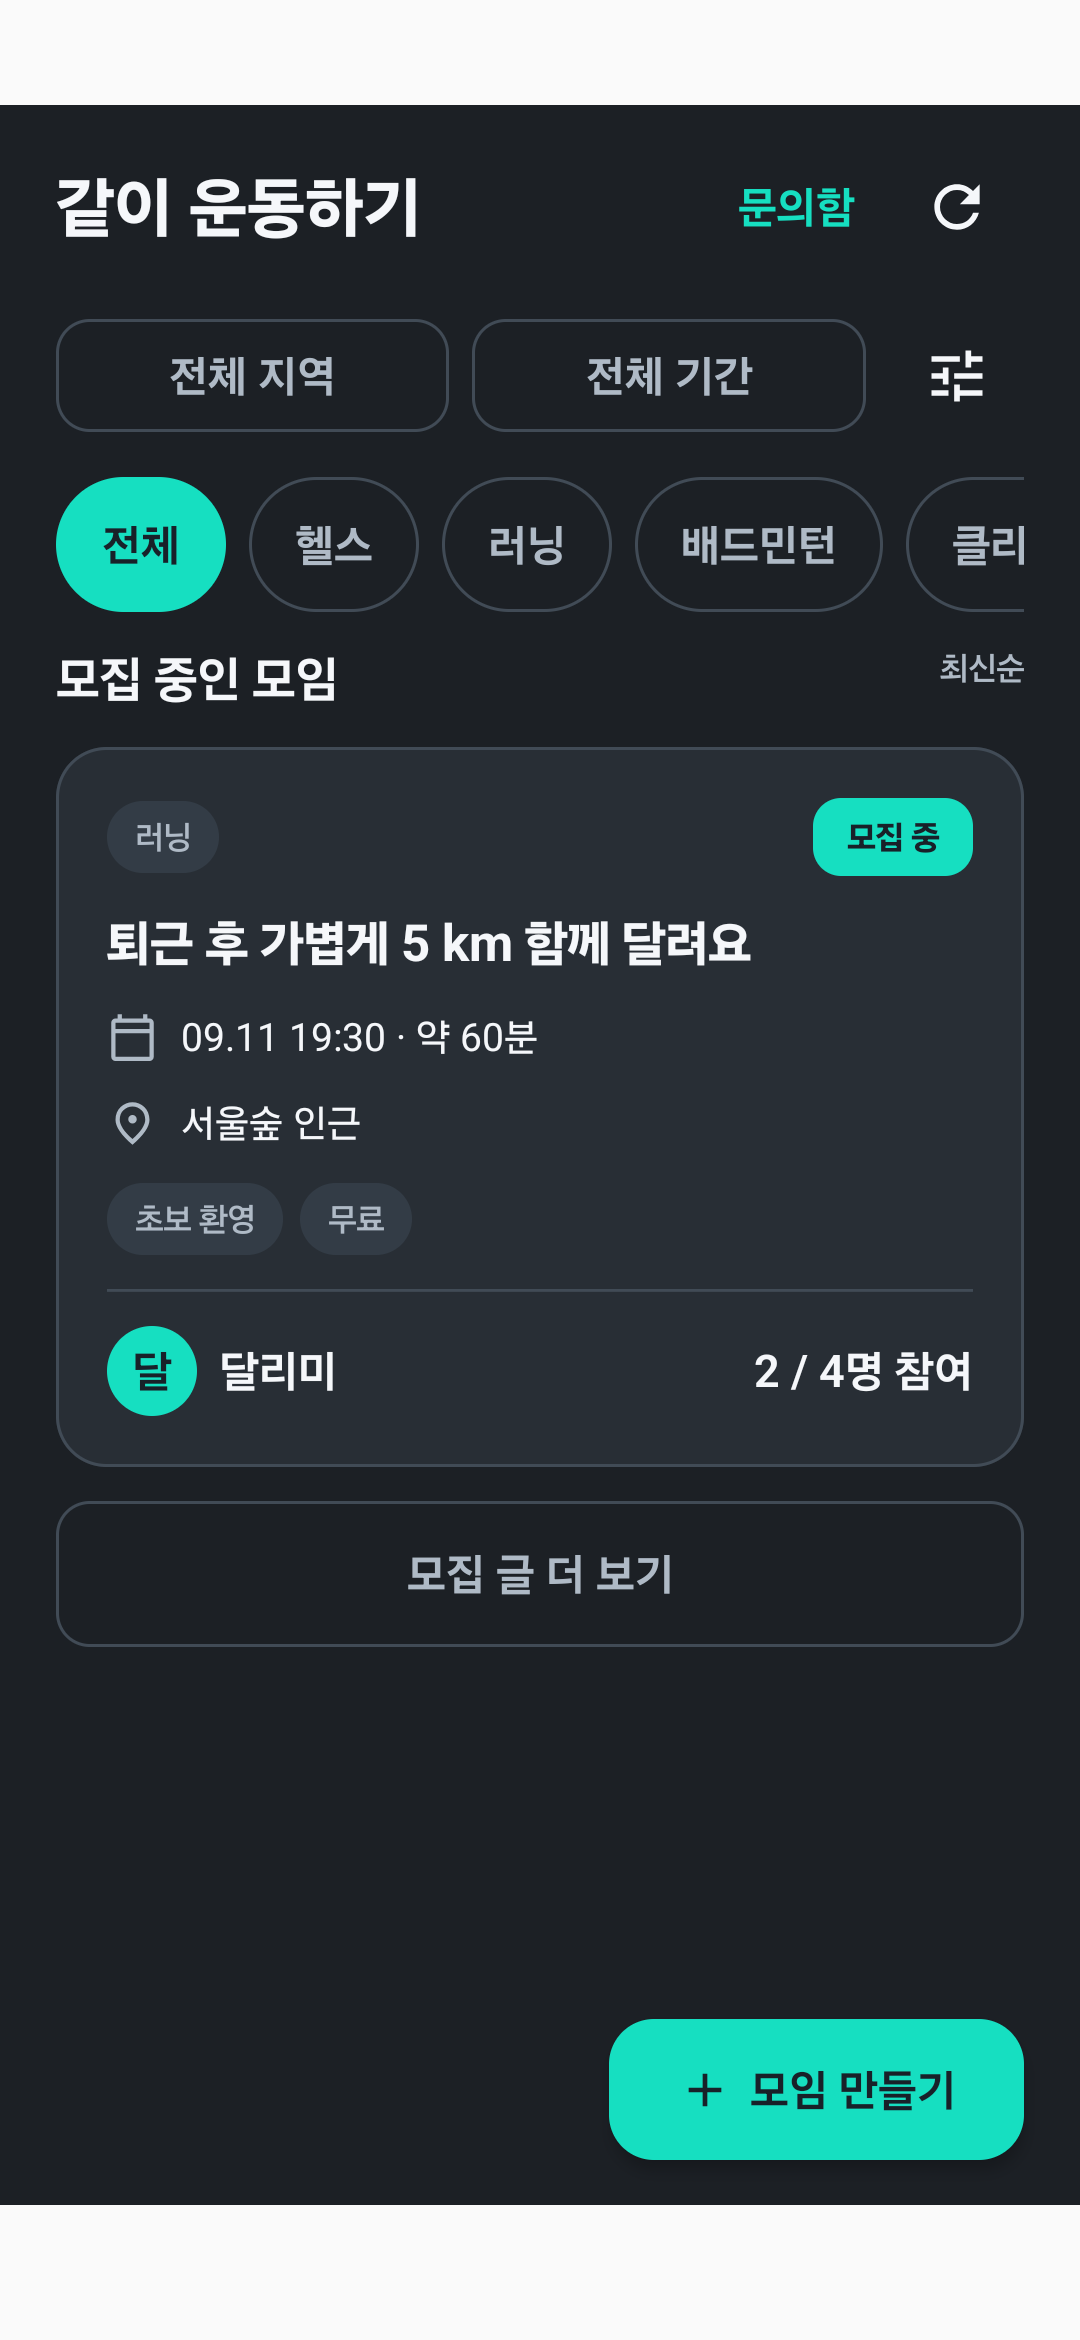 같이 운동하기 문의함
전체 지역 전체 기간
전체 헬스 러닝 배드민턴 클리
모집 중인 모임 최신순
러닝 모집 중
퇴근 후 가볍게 5 km 함께 달려요
09.11 19:30 · 약 60분
서울숲 인근
초보 환영 무료
달 달리미 2 / 4명 참여
모집 글 더 보기
+ 모임 만들기